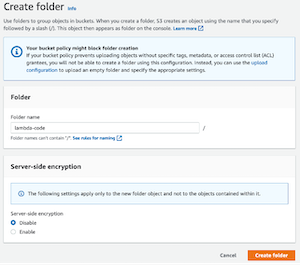 Create folder
Use folders to group objects in buckets. When you create a folder, S3 creates an object using the name that you specify
followed by a slash (/). This object then appears as folder on the console. Learn more
Your bucket policy might block folder creation
If your bucket policy prevents uploading objects without specific tags, metadata, or access control list (ACL)
grantees, you will not be able to create a folder using this configuration. Instead, you can use the upload
configuration to upload an empty folder and specify the appropriate settings.
Folder
Folder name
lambda-code
/
Folder names can't contain "/". See rules for naming
Server-side encryption
The following settings apply only to the new folder object and not to the objects contained within it.
Server-side encryption
Disable
Enable
Cancel
Create folder